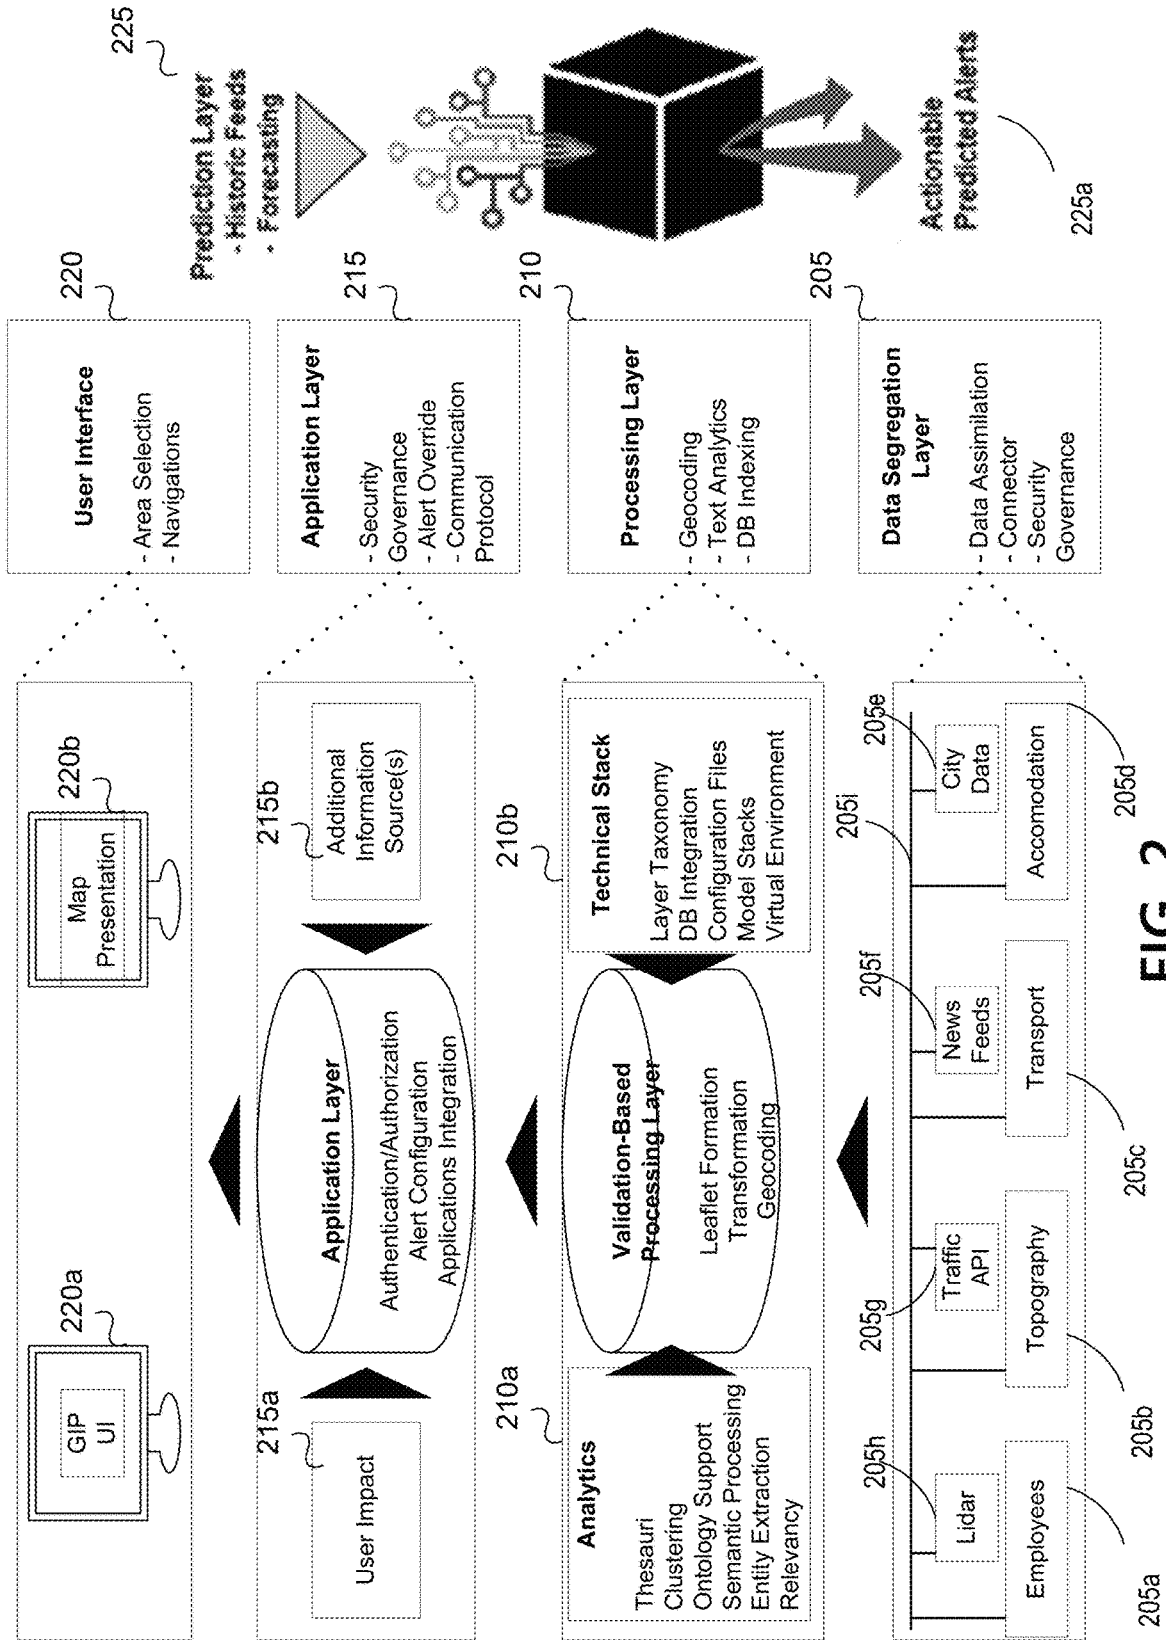 220a
GIP
UI
220b
Map
Presentation
220
User Interface
- Area Selection
- Navigations
215a
User Impact
Application Layer
Authentication/Authorization
Alert Configuration
Applications Integration
215b
Additional
Information
Source(s)
215
Application Layer
- Security
Governance
- Alert Override
- Communication
Protocol
210a
Analytics
Thesauri
Clustering
Ontology Support
Semantic Processing
Entity Extraction
Relevancy
Validation-Based
Processing Layer
Leaflet Formation
Transformation
Geocoding
210b
Technical Stack
Layer Taxonomy
DB Integration
Configuration Files
Model Stacks
Virtual Environment
210
Processing Layer
- Geocoding
- Text Analytics
- DB Indexing
205h
Lidar
205g
Traffic
API
205f
News
Feeds
205i
205e
City
Data
Employees
Topography
Transport
Accomodation
205a
205b
205c
205d
205
Data Segregation
Layer
- Data Assimilation
- Connector
- Security
Governance
225
Prediction Layer
- Historic Feeds
- Forecasting
Actionable
Predicted Alerts
225a
FIG. 2